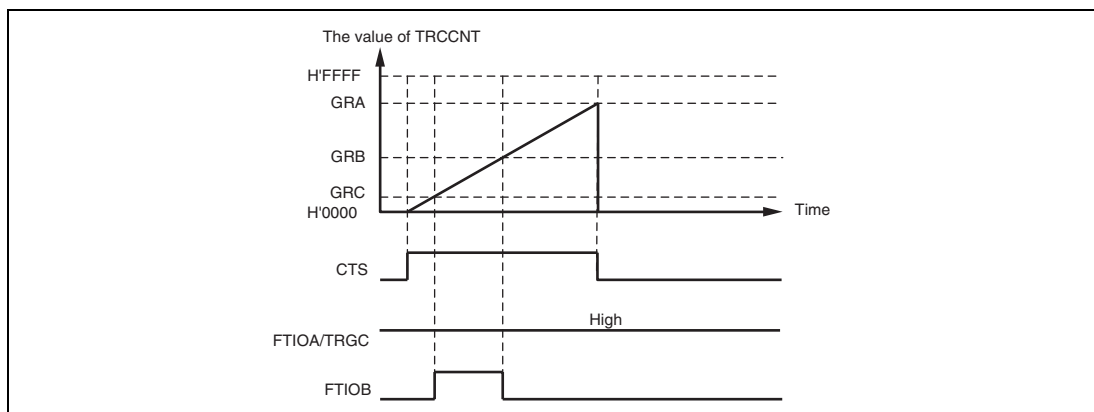 The value of TRCCNT
H'FFFF
GRA
GRB
GRC
H'0000
Time
CTS
High
FTIOA/TRGC
FTIOB